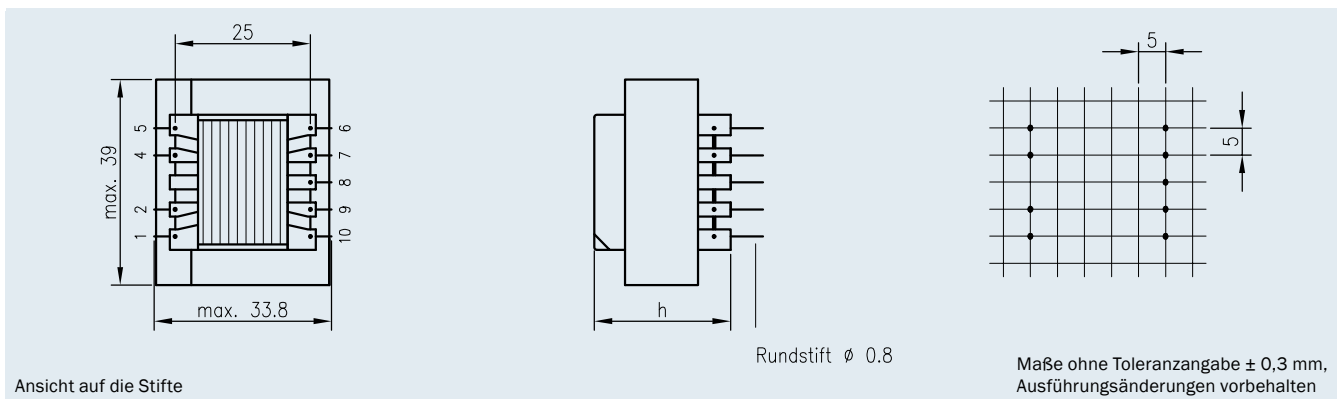 25
5
6
4
7
8
2
9
1
10
max. 39
max. 33.8
h
Rundstift ø 0.8
5
5
Ansicht auf die Stifte
Maße ohne Toleranzangabe ± 0,3 mm,
Ausführungsänderungen vorbehalten